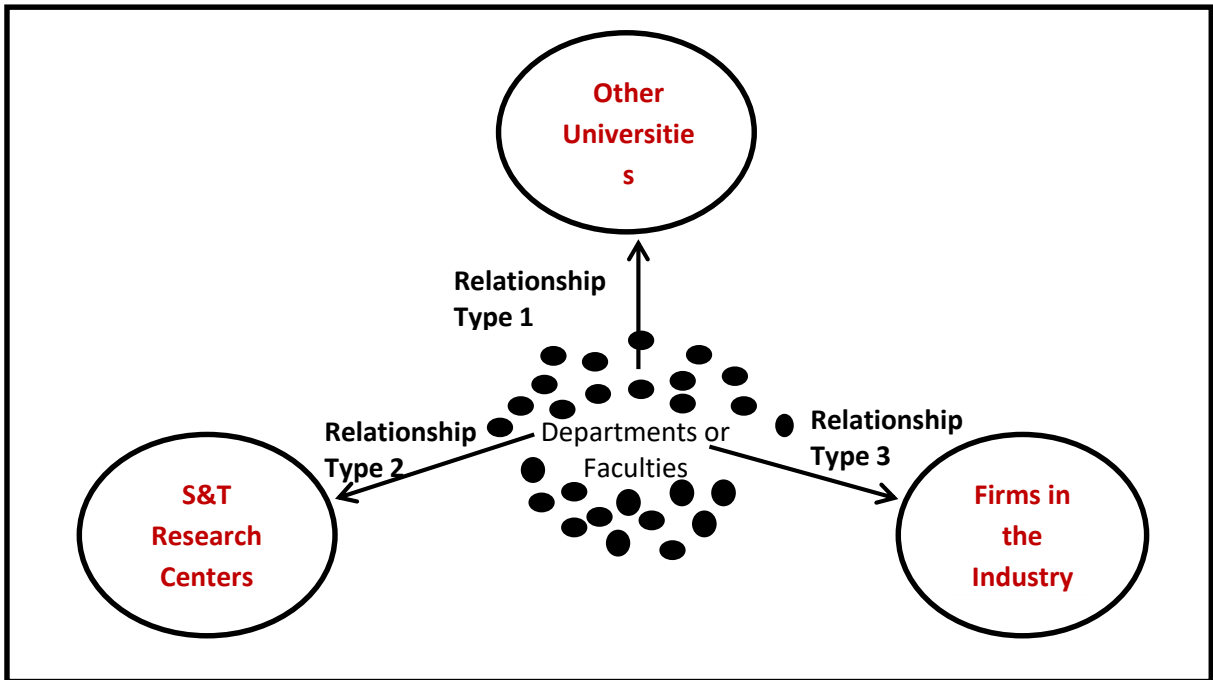 Other
Universitie
s
Relationship
Type 1
Relationship
Type 2
Departments or
Faculties
Relationship
Type 3
S&T
Research
Centers
Firms in
the
Industry